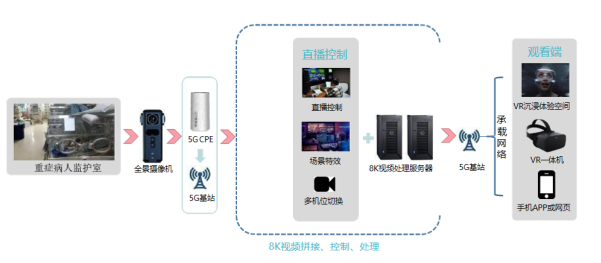 重症病人监护室
全景摄像机
5G CPE
5G基站
直播控制
直播控制
场景特效
多机位切换
8K视频处理服务器
8K视频拼接、控制、处理
5G基站
承载网络
观看端
VR沉浸体验空间
VR一体机
手机APP或网页